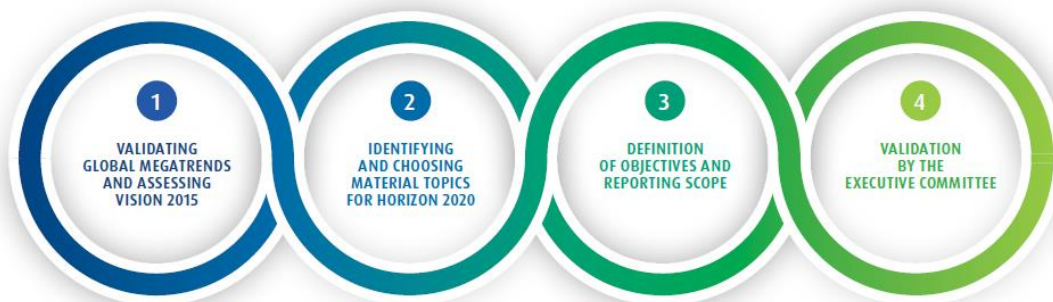 1
VALIDATING
GLOBAL MEGATRENDS
AND ASSESSING
VISION 2015
2
IDENTIFYING
AND CHOOSING
MATERIAL TOPICS
FOR HORIZON 2020
3
DEFINITION
OF OBJECTIVES AND
REPORTING SCOPE
4
VALIDATION
BY THE
EXECUTIVE COMMITTEE